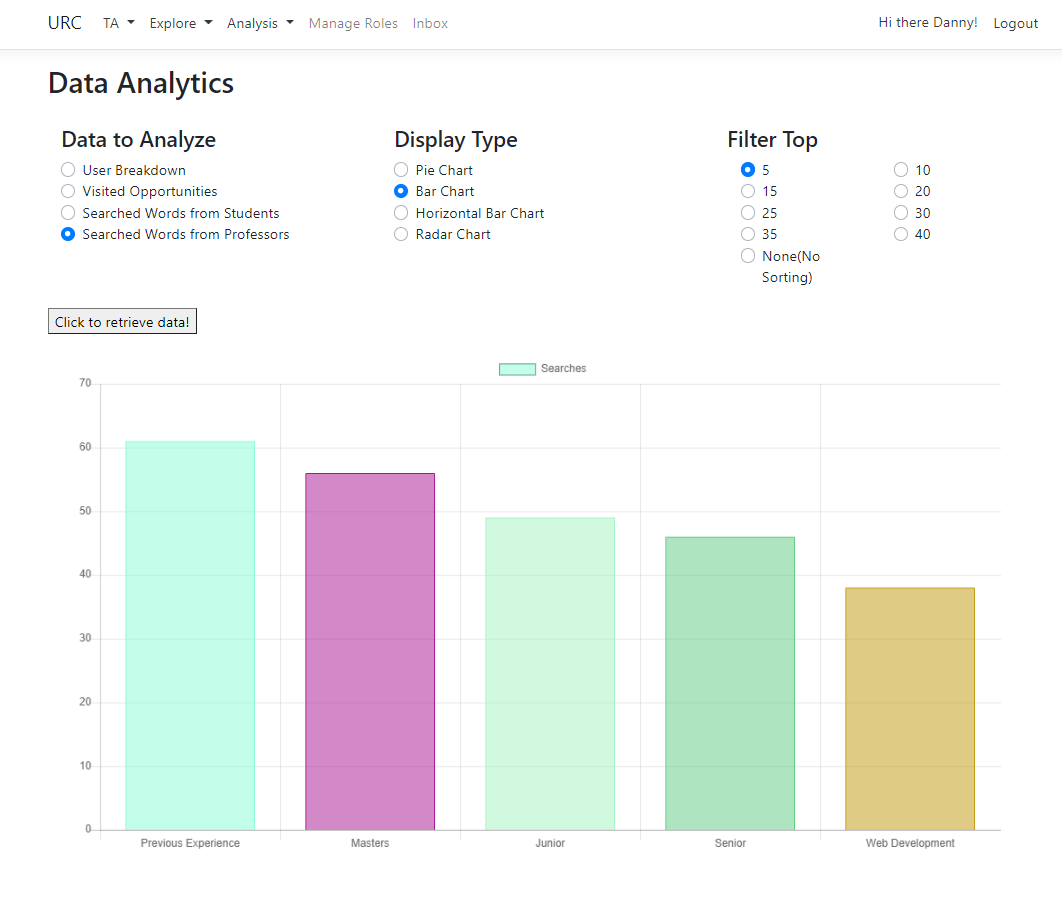 URC TA Explore Analysis Manage Roles Inbox Hi there Danny! Logout
Data Analytics
Data to Analyze
User Breakdown
Visited Opportunities
Searched Words from Students
Searched Words from Professors
Display Type
Pie Chart
Bar Chart
Horizontal Bar Chart
Radar Chart
Filter Top
5 10
15 20
25 30
35 40
None(No
Sorting)
Click to retrieve data!
Searches
70
60
50
40
30
20
10
0
Previous Experience Masters Junior Senior Web Development